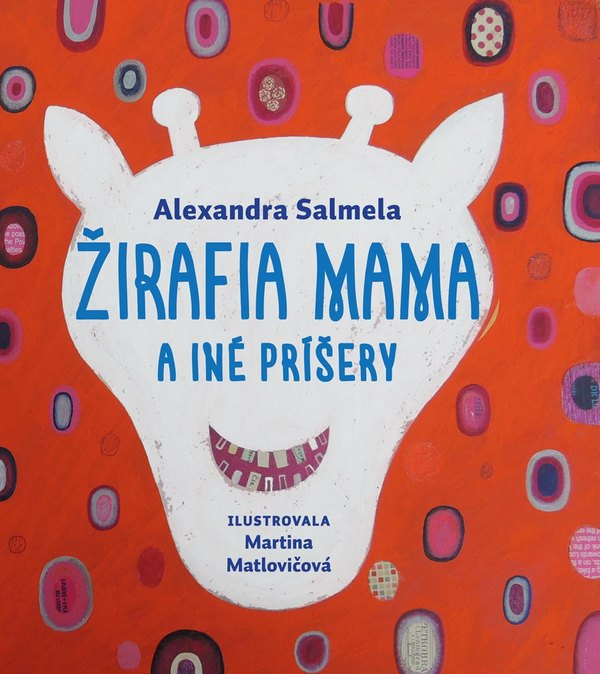 Alexandra Salmela
ŽIRAFIA MAMA
A INÉ PRÍŠERY
ILUSTROVALA
Martina
Matlovičová